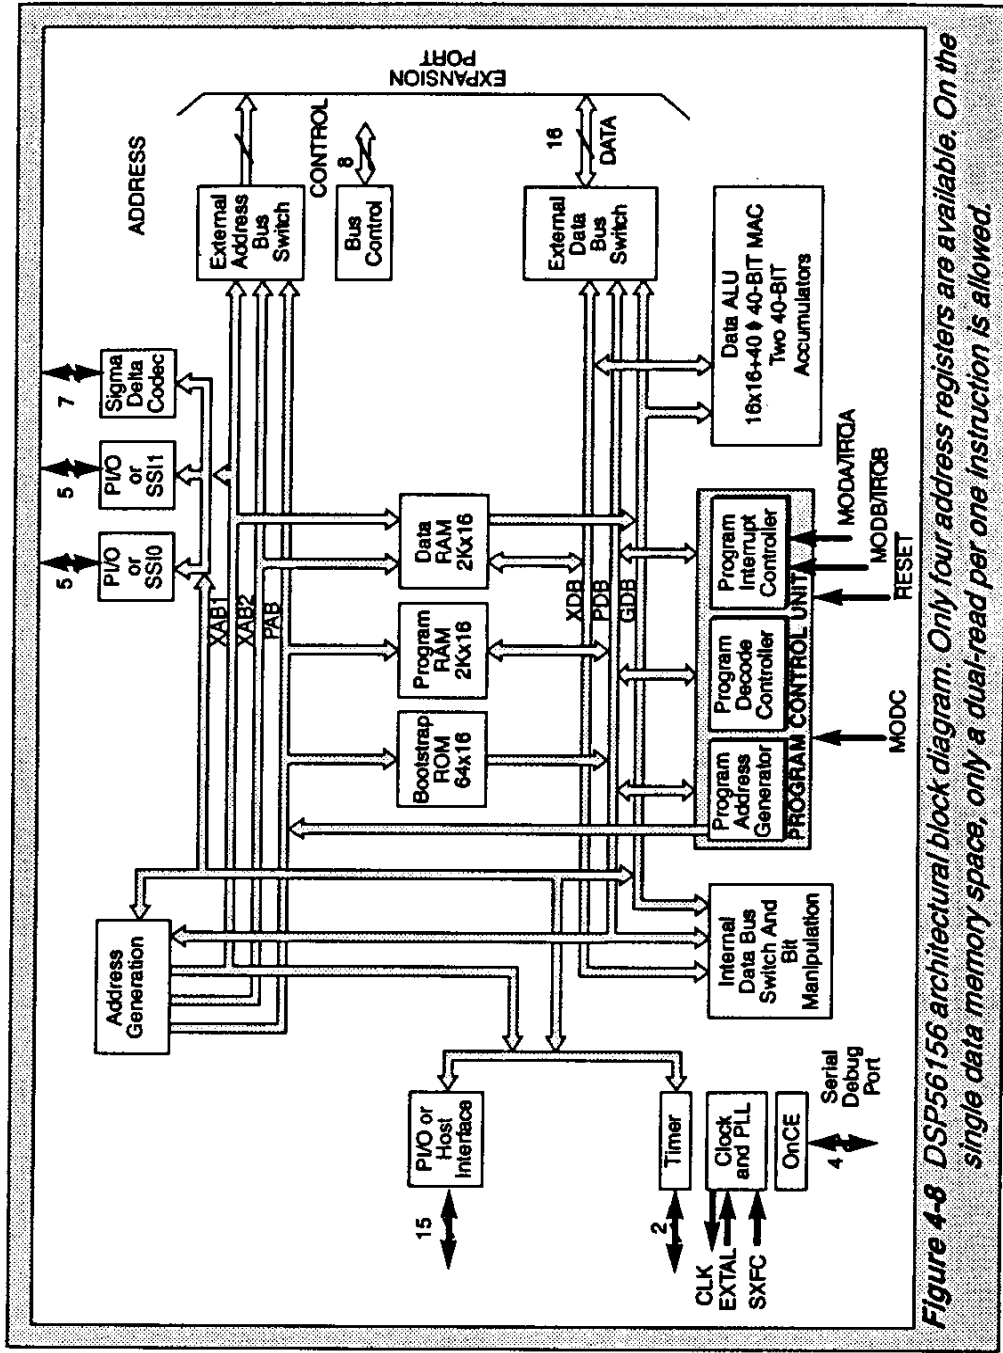 Address
Generation
PI/O
or
SSI0
5
PI/O
or
SSI1
5
Sigma
Delta
Codec
7
ADDRESS
XAB1
XAB2
PAB
External
Address
Bus
Switch
CONTROL
8
Bus
Control
EXPANSION
PORT
PI/O or
Host
Interface
15
Bootstrap
ROM
64x16
Program
RAM
2Kx16
Data
RAM
2Kx16
XDB
PDB
GDB
External
Data
Bus
Switch
16
DATA
Timer
2
Clock
and PLL
CLK
EXTAL
SXFC
OnCE
4
Serial
Debug
Port
Internal
Data Bus
Switch And
Bit
Manipulation
Program
Address
Generator
Program
Decode
Controller
Program
Interrupt
Controller
PROGRAM CONTROL UNIT
MODC
RESET
MODB/IRQB
MODA/IRQA
Data ALU
16x16+40♦40-BIT MAC
Two 40-BIT
Accumulators
Figure 4-8 DSP56156 architectural block diagram. Only four address registers are available. On the
single data memory space, only a dual-read per one instruction is allowed.